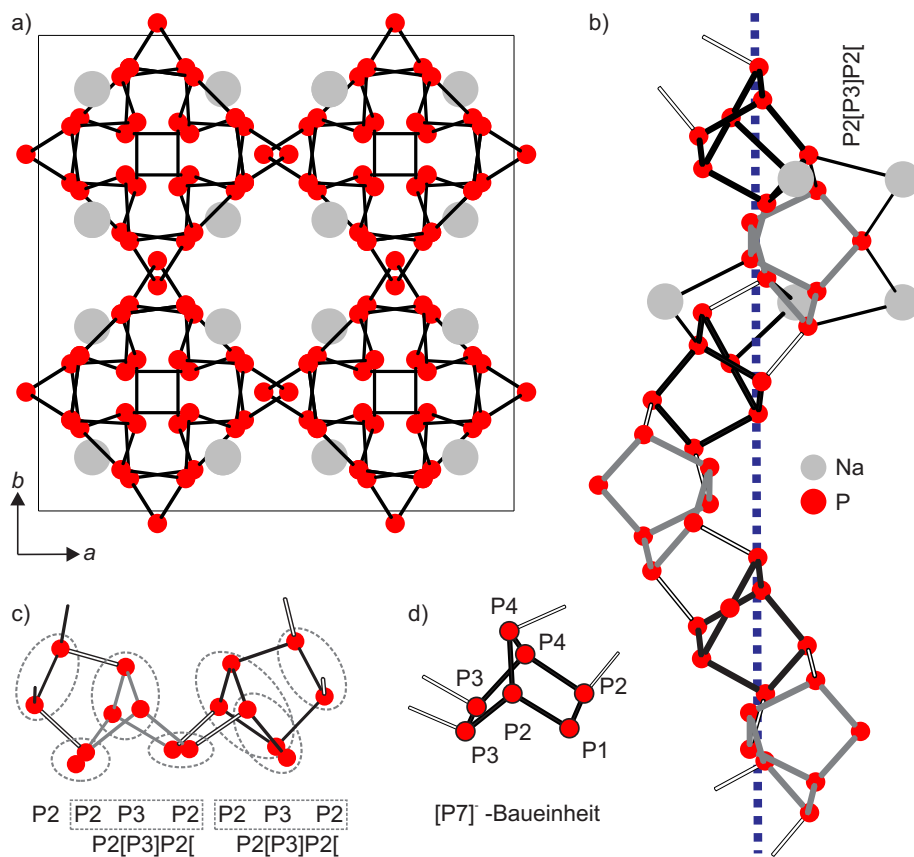 a)
b
a
b)
P2[P3]P2[
Na
P
c)
P2 P2 P3 P2 P2 P3 P2
P2[P3]P2[ P2[P3]P2[
d)
P4
P4
P3
P2
P3
P2
P1
[P7]⁻ -Baueinheit